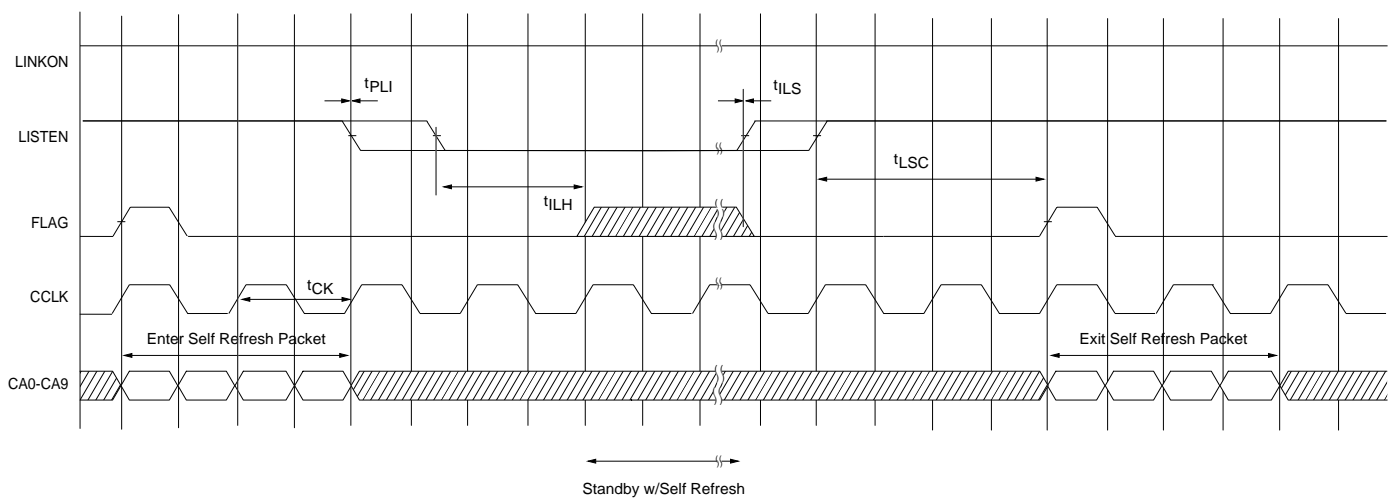 LINKON
tPLI
tILS
LISTEN
tLSC
tILH
FLAG
tCK
CCLK
Enter Self Refresh Packet
Exit Self Refresh Packet
CA0-CA9
Standby w/Self Refresh